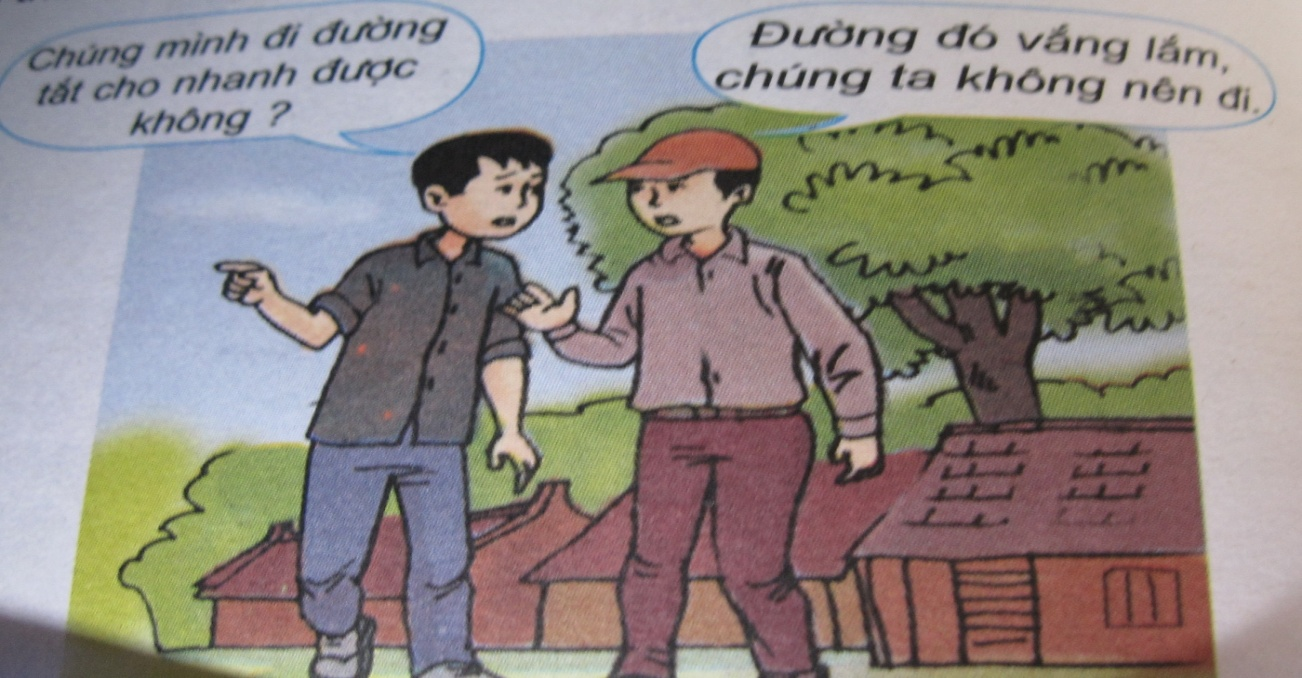 Chúng mình đi đường
tắt cho nhanh được
không ?
Đường đó vắng lắm,
chúng ta không nên đi.